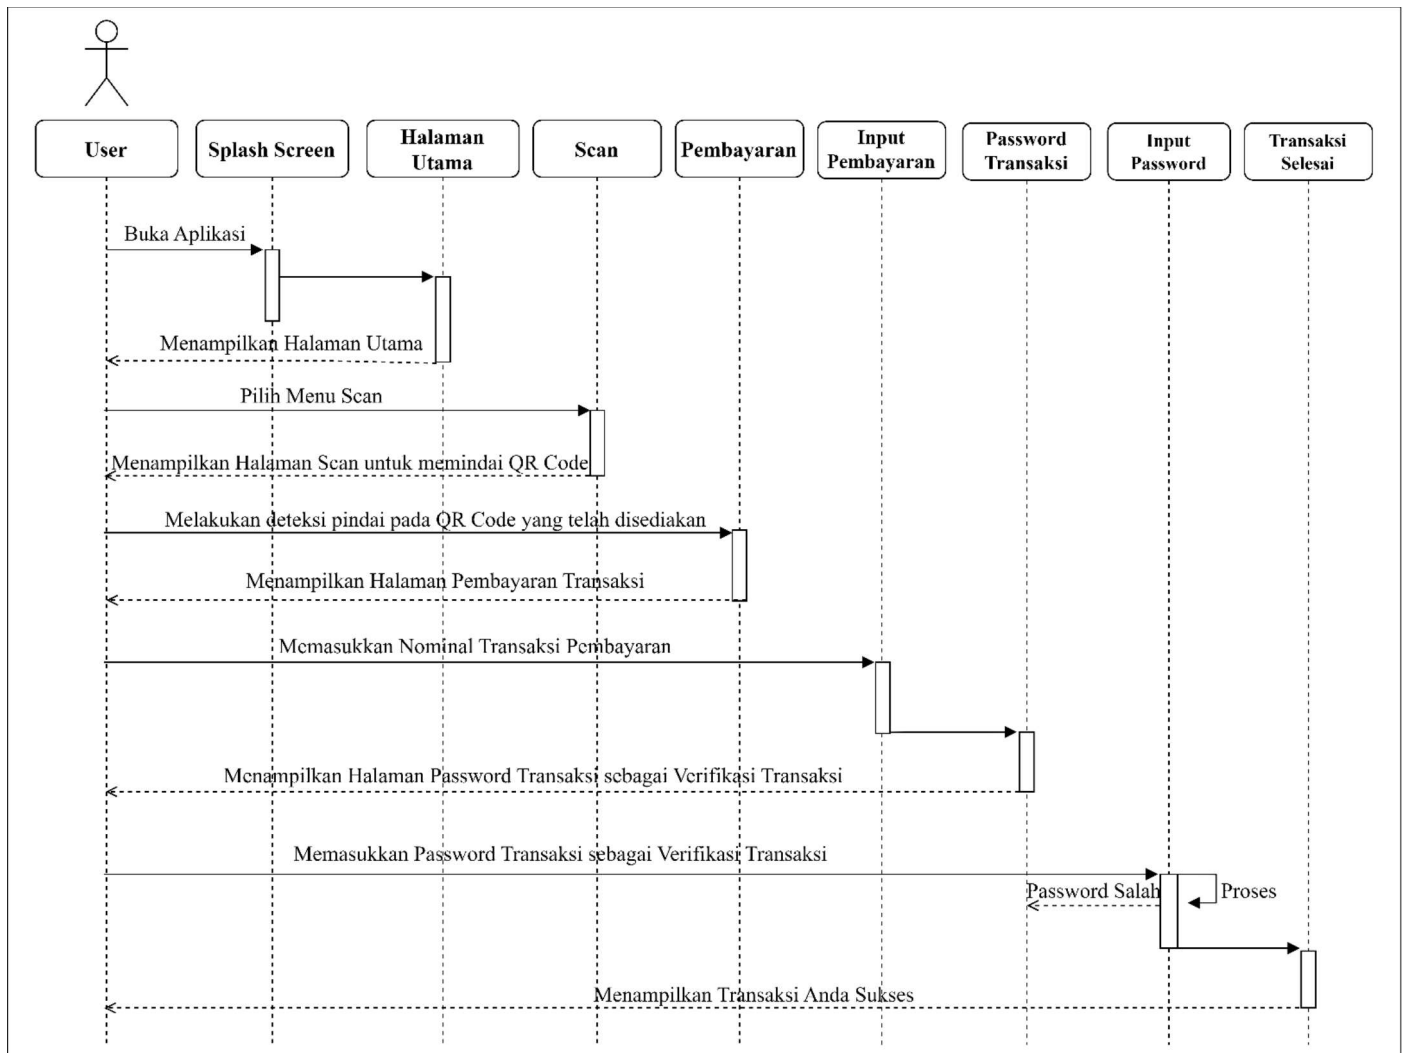 User
Splash Screen
Halaman
Utama
Scan
Pembayaran
Input
Pembayaran
Password
Transaksi
Input
Password
Transaksi
Selesai
Buka Aplikasi
Menampilkan Halaman Utama
Pilih Menu Scan
Menampilkan Halaman Scan untuk memindai QR Code
Melakukan deteksi pindai pada QR Code yang telah disediakan
Menampilkan Halaman Pembayaran Transaksi
Memasukkan Nominal Transaksi Pembayaran
Menampilkan Halaman Password Transaksi sebagai Verifikasi Transaksi
Memasukkan Password Transaksi sebagai Verifikasi Transaksi
Password Salah
Proses
Menampilkan Transaksi Anda Sukses